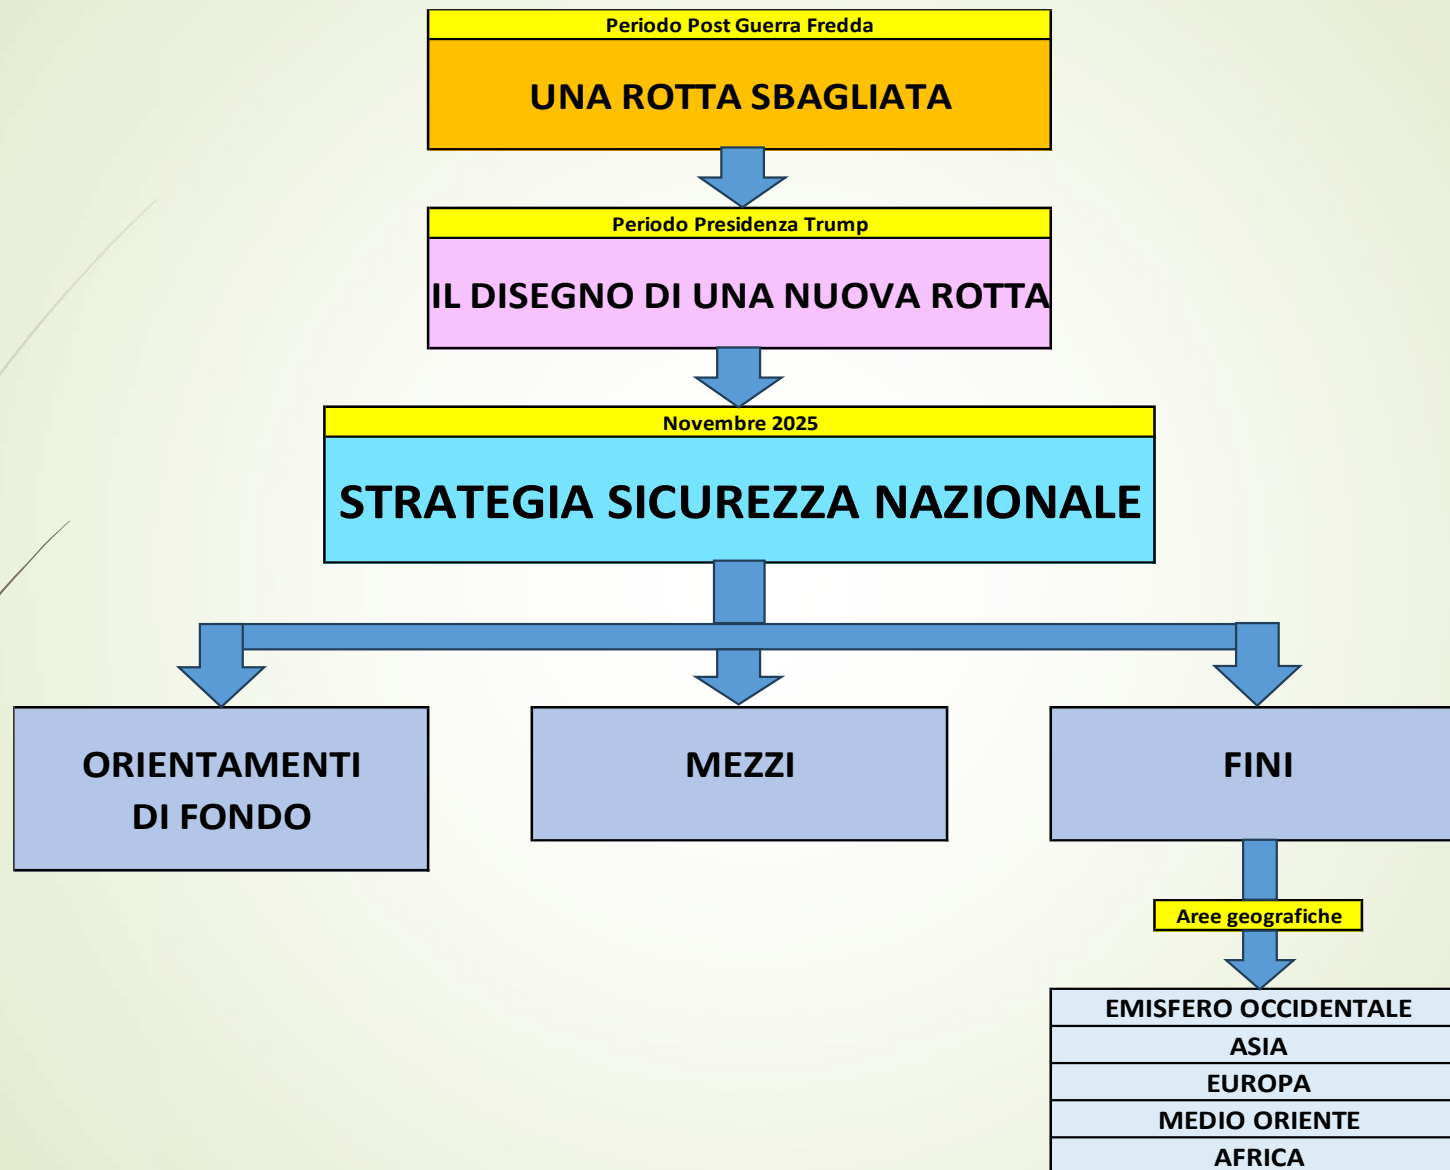 Periodo Post Guerra Fredda
UNA ROTTA SBAGLIATA
Periodo Presidenza Trump
IL DISEGNO DI UNA NUOVA ROTTA
Novembre 2025
STRATEGIA SICUREZZA NAZIONALE
ORIENTAMENTI
DI FONDO
MEZZI
FINI
Aree geografiche
EMISFERO OCCIDENTALE
ASIA
EUROPA
MEDIO ORIENTE
AFRICA